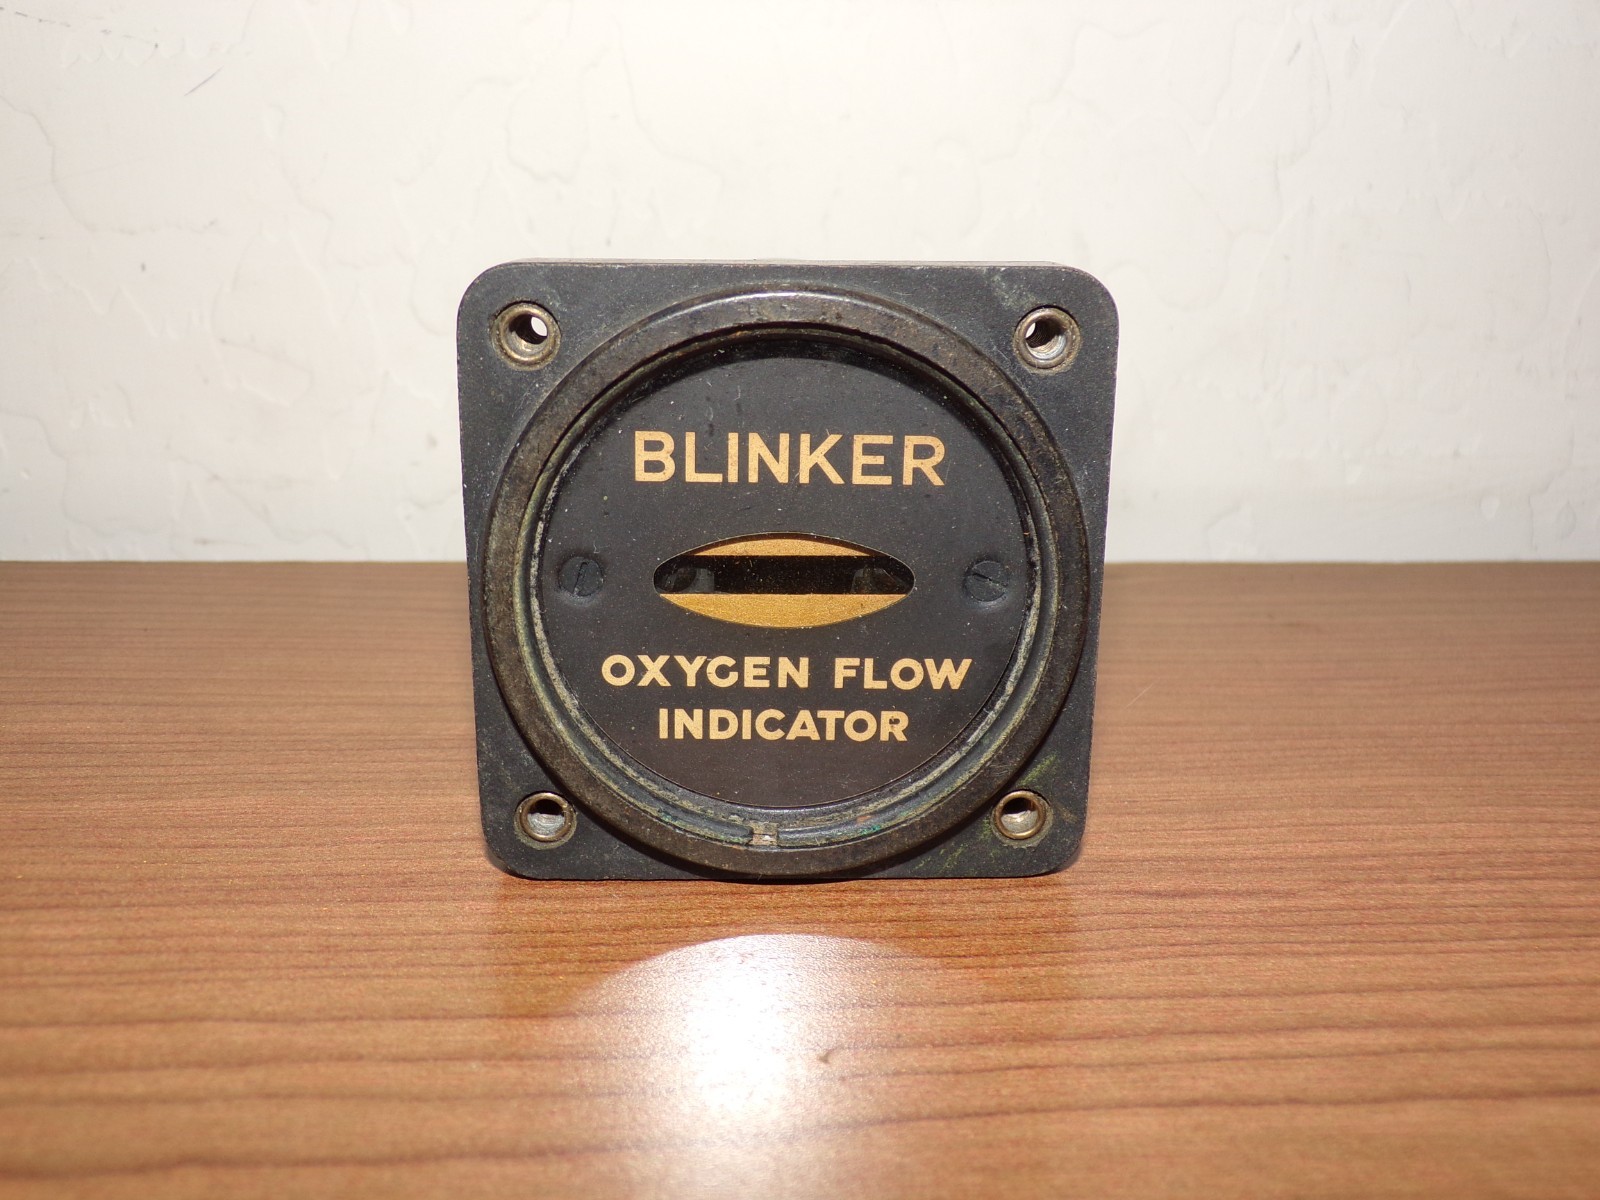 BLINKER
OXYGEN FLOW
INDICATOR